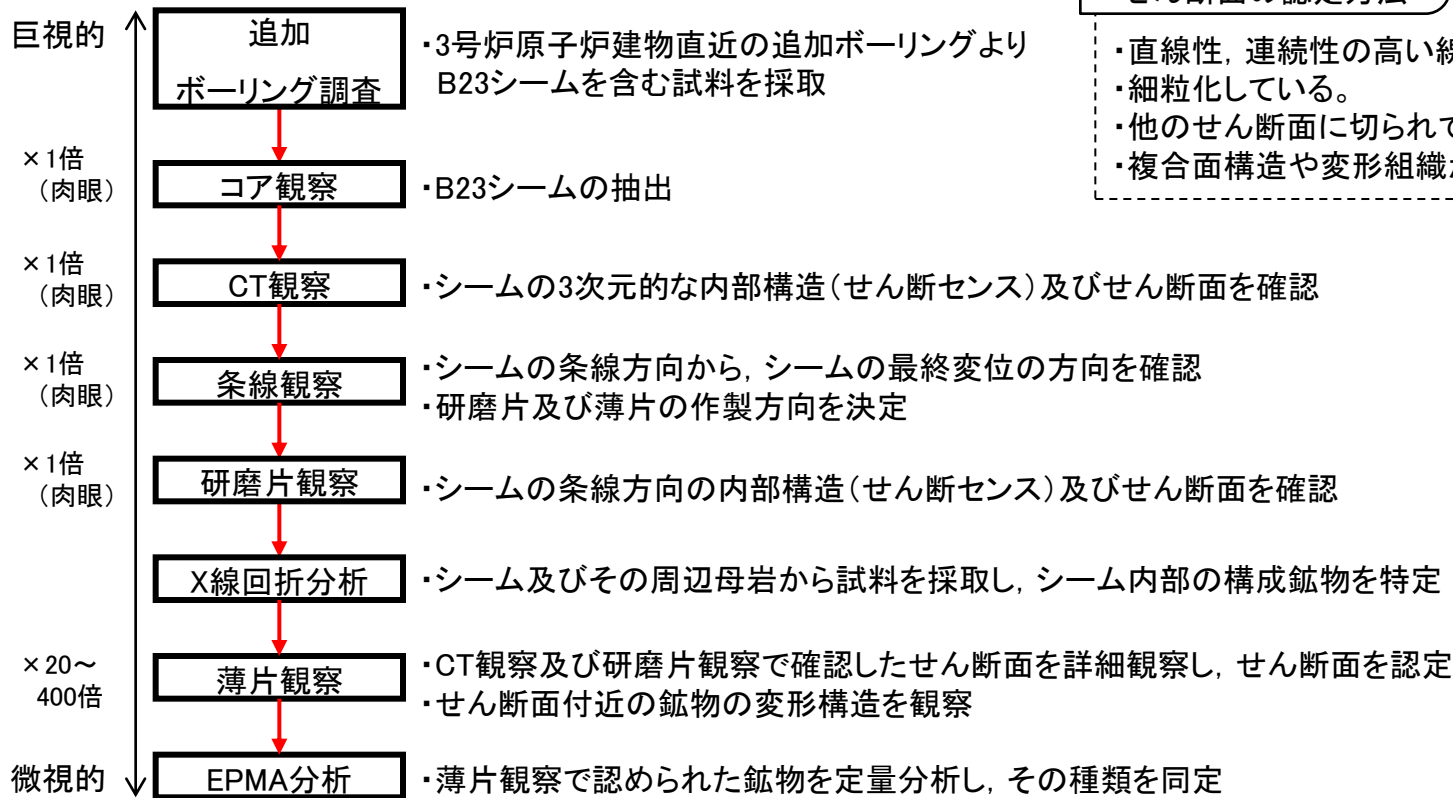 巨視的
追加
ボーリング調査
・3号炉原子炉建物直近の追加ボーリングより
B23シームを含む試料を採取
・直線性，連続性の高い
・細粒化している。
・他のせん断面に切られて
・複合面構造や変形組織
×1倍
（肉眼）
コア観察
・B23シームの抽出
×1倍
（肉眼）
CT観察
・シームの3次元的な内部構造（せん断センス）及びせん断面を確認
×1倍
（肉眼）
条線観察
・シームの条線方向から，シームの最終変位の方向を確認
・研磨片及び薄片の作製方向を決定
×1倍
（肉眼）
研磨片観察
・シームの条線方向の内部構造（せん断センス）及びせん断面を確認
X線回折分析
・シーム及びその周辺母岩から試料を採取し，シーム内部の構成鉱物を特定
×20～
400倍
薄片観察
・CT観察及び研磨片観察で確認したせん断面を詳細観察し，せん断面を認定
・せん断面付近の鉱物の変形構造を観察
微視的
EPMA分析
・薄片観察で認められた鉱物を定量分析し，その種類を同定